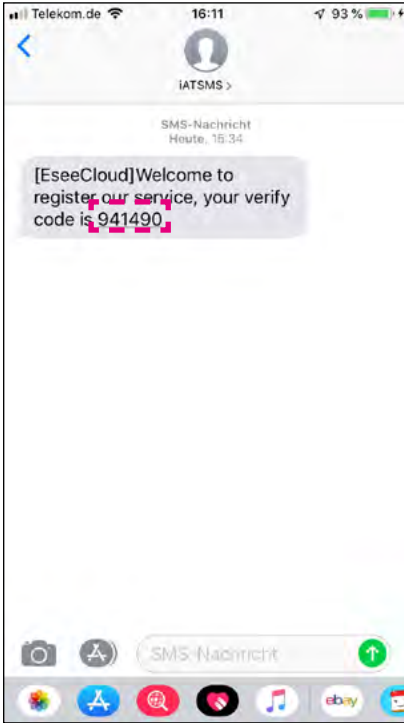 Telekom.de 16:11 93 %
iATSMS >
SMS-Nachricht
Heute, 15:34
[EseeCloud]Welcome to
register our service, your verify
code is 941490.
SMS-Nachricht
ebay